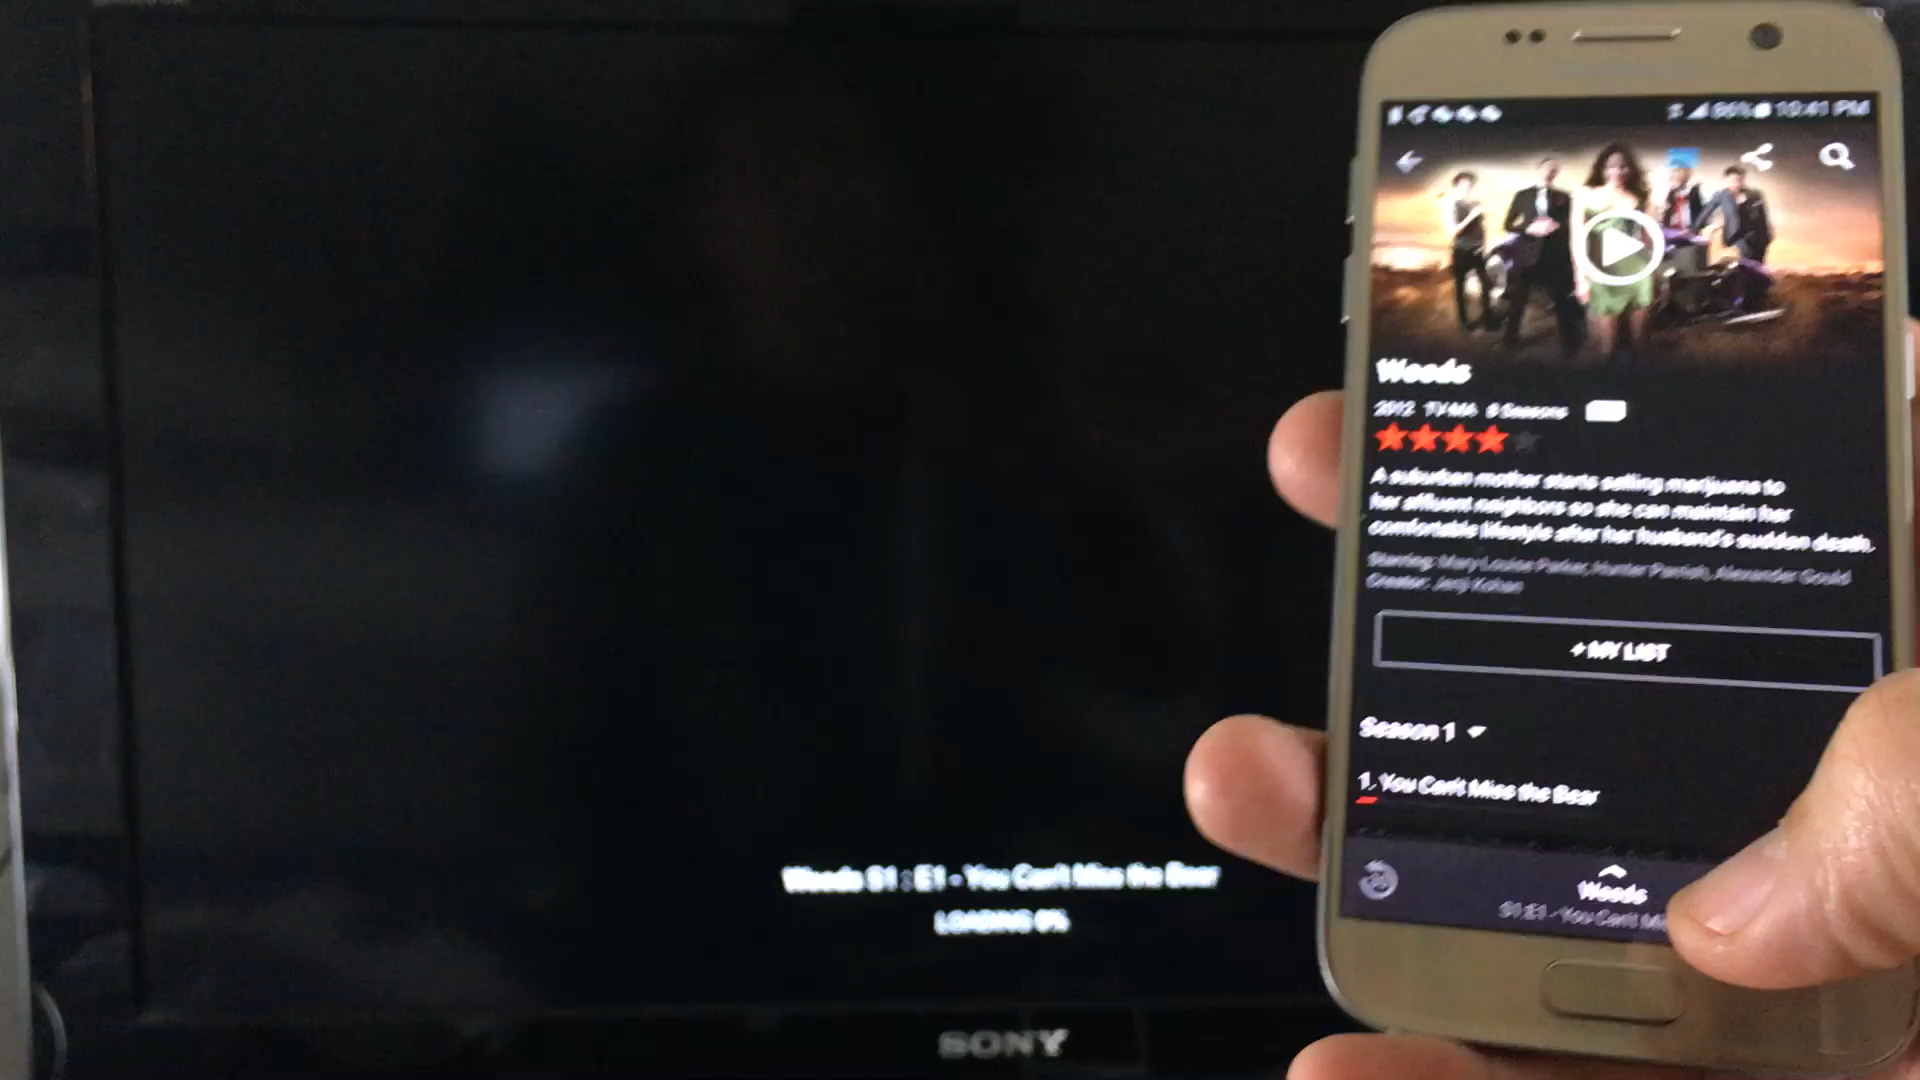 86% 10:41 PM
Weeds
2012 TV-MA 8 Seasons
A suburban mother starts selling marijuana to
her affluent neighbors so she can maintain her
comfortable lifestyle after her husband's sudden death.
Starring: Mary-Louise Parker, Hunter Parrish, Alexander Gould
Creator: Jenji Kohan
+ MY LIST
Season 1
1. You Can't Miss the Bear
Weeds
S1:E1 - You Can't Mi
Weeds S1 : E1 - You Can't Miss the Bear
LOADING 0%
SONY